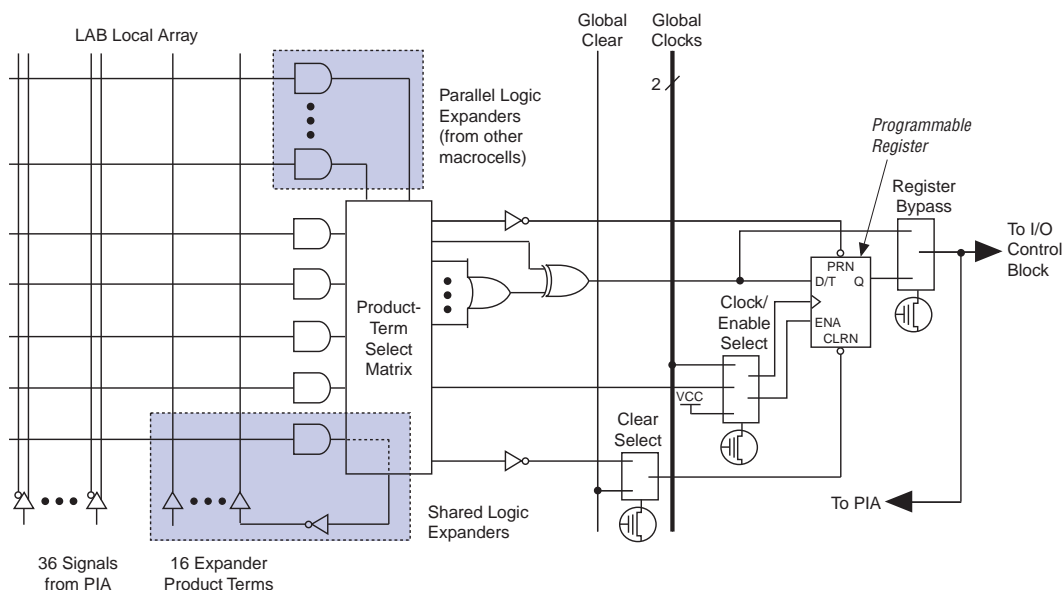 LAB Local Array
Global
Clear
Global
Clocks
2
Parallel Logic
Expanders
(from other
macrocells)
Programmable
Register
Register
Bypass
To I/O
Control
Block
PRN
D/T
Q
ENA
CLRN
Product-
Term
Select
Matrix
Clock/
Enable
Select
VCC
Clear
Select
To PIA
Shared Logic
Expanders
36 Signals
from PIA
16 Expander
Product Terms